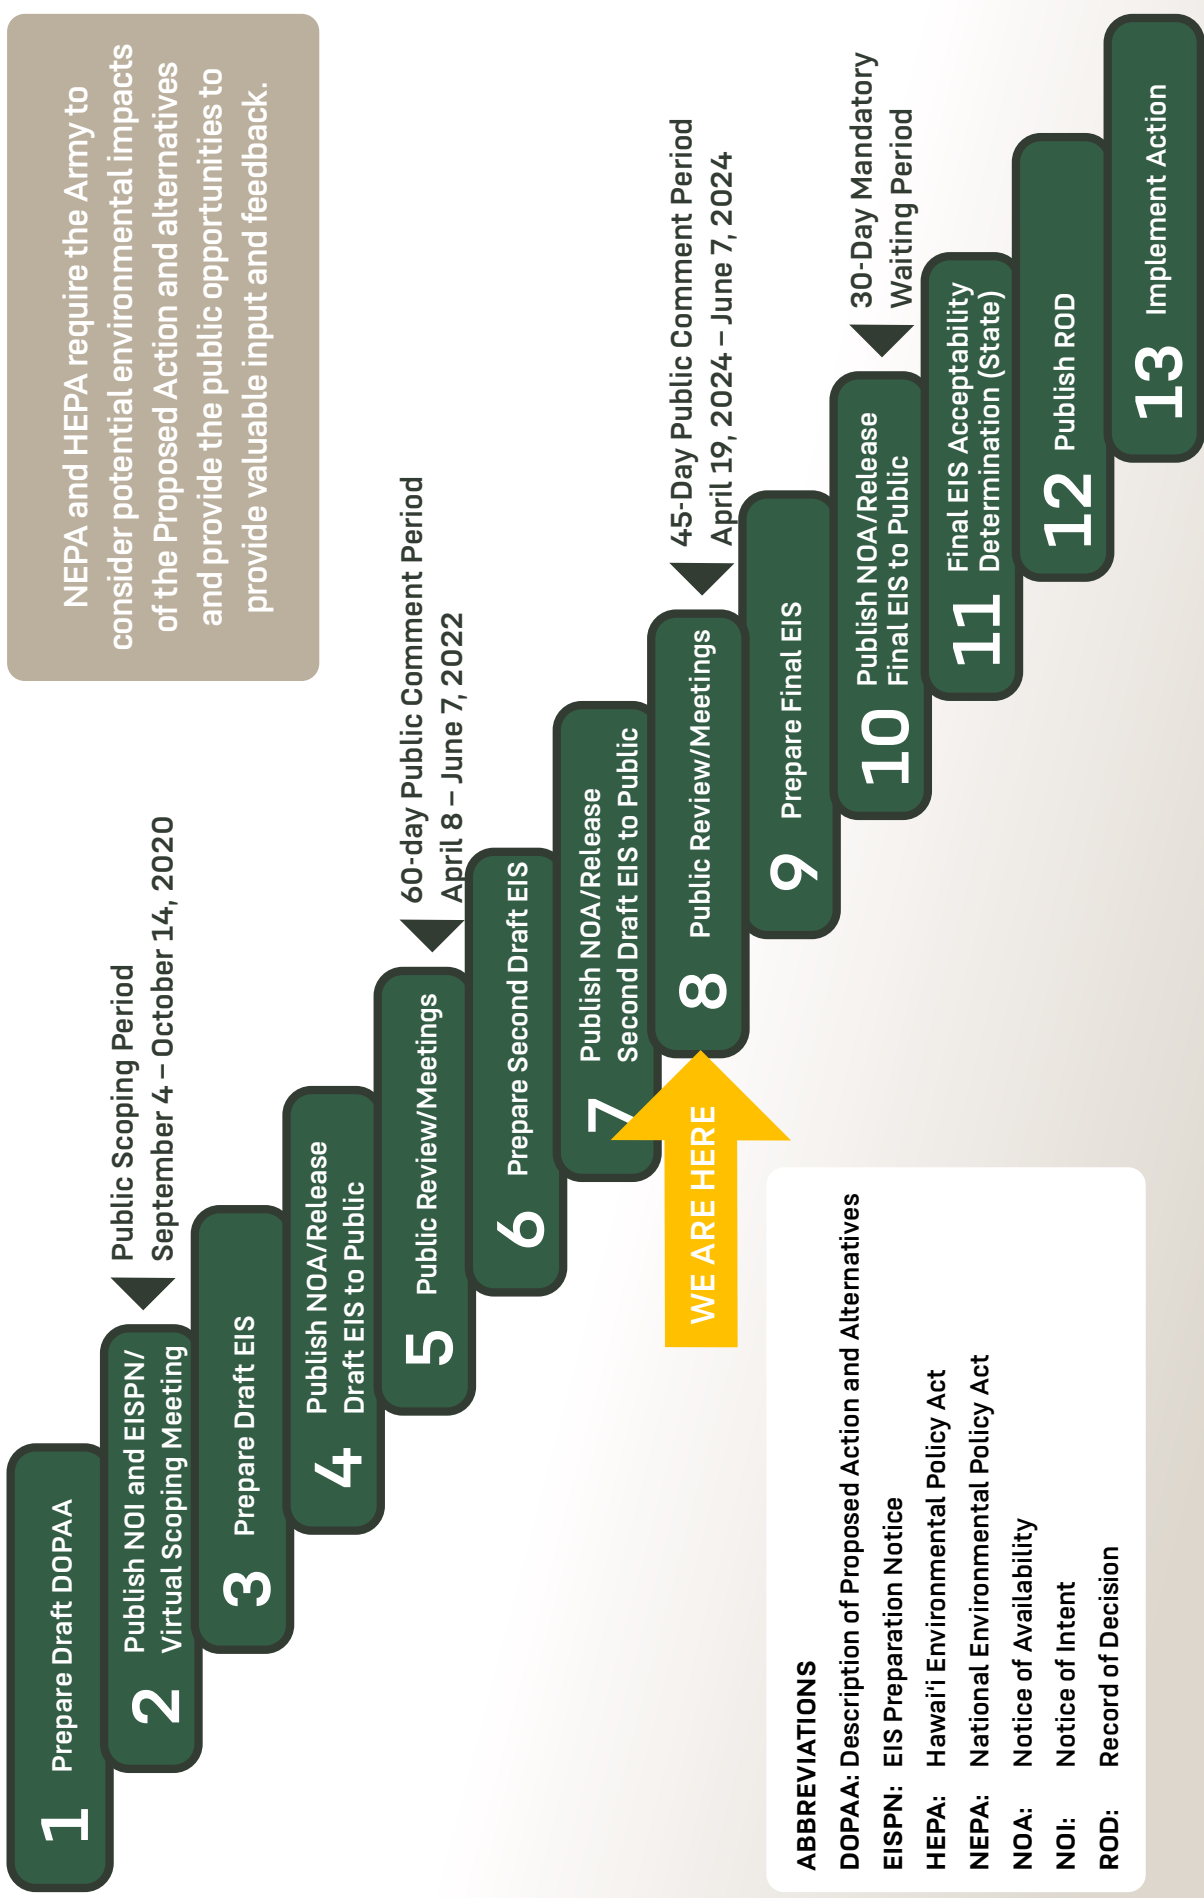 NEPA and HEPA require the Army to
consider potential environmental impacts
of the Proposed Action and alternatives
and provide the public opportunities to
provide valuable input and feedback.
1 Prepare Draft DOPAA
2 Publish NOI and EISPN/
Virtual Scoping Meeting
Public Scoping Period
September 4 – October 14, 2020
3 Prepare Draft EIS
4 Publish NOA/Release
Draft EIS to Public
5 Public Review/Meetings
60-day Public Comment Period
April 8 – June 7, 2022
6 Prepare Second Draft EIS
7 Publish NOA/Release
Second Draft EIS to Public
WE ARE HERE
8 Public Review/Meetings
45-Day Public Comment Period
April 19, 2024 – June 7, 2024
9 Prepare Final EIS
10 Publish NOA/Release
Final EIS to Public
30-Day Mandatory
Waiting Period
11 Final EIS Acceptability
Determination (State)
12 Publish ROD
13 Implement Action
ABBREVIATIONS
DOPAA: Description of Proposed Action and Alternatives
EISPN: EIS Preparation Notice
HEPA: Hawaiʻi Environmental Policy Act
NEPA: National Environmental Policy Act
NOA: Notice of Availability
NOI: Notice of Intent
ROD: Record of Decision